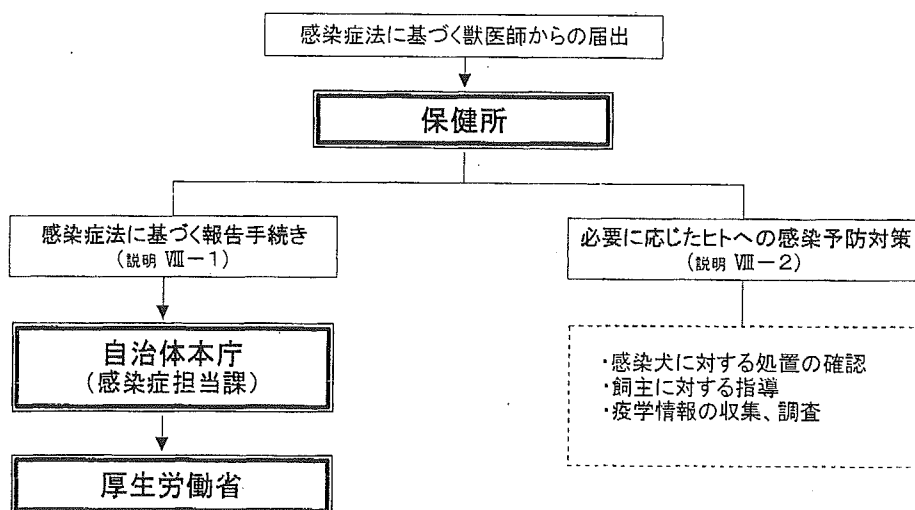 感染症法に基づく獣医師からの届出
保健所
感染症法に基づく報告手続き
(説明 Ⅷ－1)
必要に応じたヒトへの感染予防対策
(説明 Ⅷ－2)
自治体本庁
(感染症担当課)
厚生労働省
・感染犬に対する処置の確認
・飼主に対する指導
・疫学情報の収集、調査